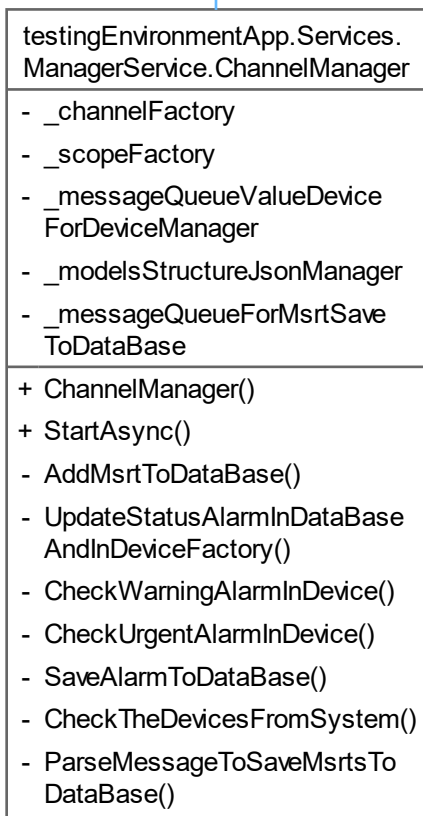 testingEnvironmentApp.Services.
ManagerService.ChannelManager
- _channelFactory
- _scopeFactory
- _messageQueueValueDevice
ForDeviceManager
- _modelsStructureJsonManager
- _messageQueueForMsrtSave
ToDataBase
+ ChannelManager()
+ StartAsync()
- AddMsrtToDataBase()
- UpdateStatusAlarmInDataBase
AndInDeviceFactory()
- CheckWarningAlarmInDevice()
- CheckUrgentAlarmInDevice()
- SaveAlarmToDataBase()
- CheckTheDevicesFromSystem()
- ParseMessageToSaveMsrtsTo
DataBase()